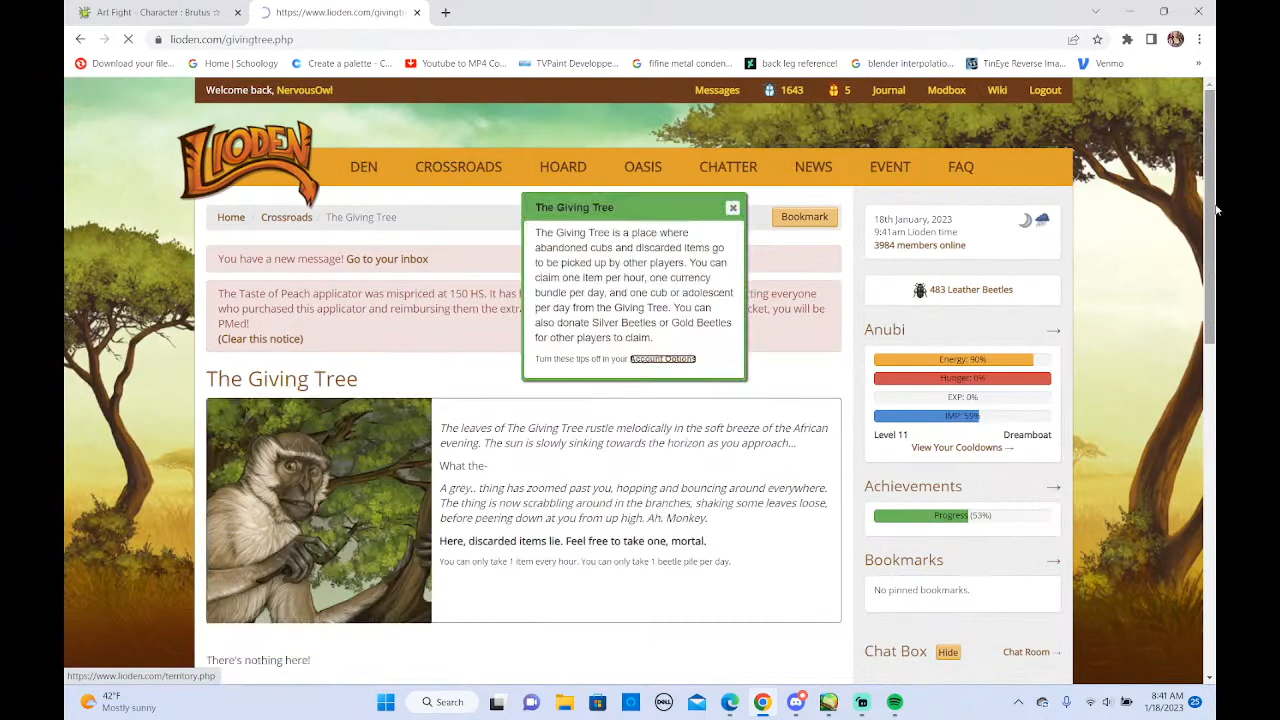 Art Fight - Character: Brutus ☆
https://www.lioden.com/givingtr
lioden.com/givingtree.php
Download your file...
Home | Schoology
Create a palette - C...
Youtube to MP4 Co...
TVPaint Developpe...
fifine metal conden...
back leg reference!
blender interpolatio...
TinEye Reverse Ima...
Venmo
Welcome back, NervousOwl
Messages 1643 5 Journal Modbox Wiki Logout
LIODEN
DEN CROSSROADS HOARD OASIS CHATTER NEWS EVENT FAQ
Home Crossroads The Giving Tree
Bookmark
You have a new message! Go to your inbox
The Taste of Peach applicator was mispriced at 150 HS. It has
cting everyone
who purchased this applicator and reimbursing them the extr
cket, you will be
PMed!
(Clear this notice)
The Giving Tree
The Giving Tree is a place where
abandoned cubs and discarded items go
to be picked up by other players. You can
claim one item per hour, one currency
bundle per day, and one cub or adolescent
per day from the Giving Tree. You can
also donate Silver Beetles or Gold Beetles
for other players to claim.
Turn these tips off in your Account Options
The Giving Tree
The leaves of The Giving Tree rustle melodically in the soft breeze of the African
evening. The sun is slowly sinking towards the horizon as you approach...
What the-
A grey.. thing has zoomed past you, hopping and bouncing around everywhere.
The thing is now scrabbling around in the branches, shaking some leaves loose,
before peering down at you from up high. Ah. Monkey.
Here, discarded items lie. Feel free to take one, mortal.
You can only take 1 item every hour. You can only take 1 beetle pile per day.
There's nothing here!
18th January, 2023
9:41am Lioden time
3984 members online
483 Leather Beetles
Anubi
Energy: 90%
Hunger: 0%
EXP: 0%
IMP: 59%
Level 11 Dreamboat
View Your Cooldowns →
Achievements
Progress (53%)
Bookmarks
No pinned bookmarks.
Chat Box Hide Chat Room →
https://www.lioden.com/territory.php
42°F
Mostly sunny
Search
DELL
8:41 AM
1/18/2023
25